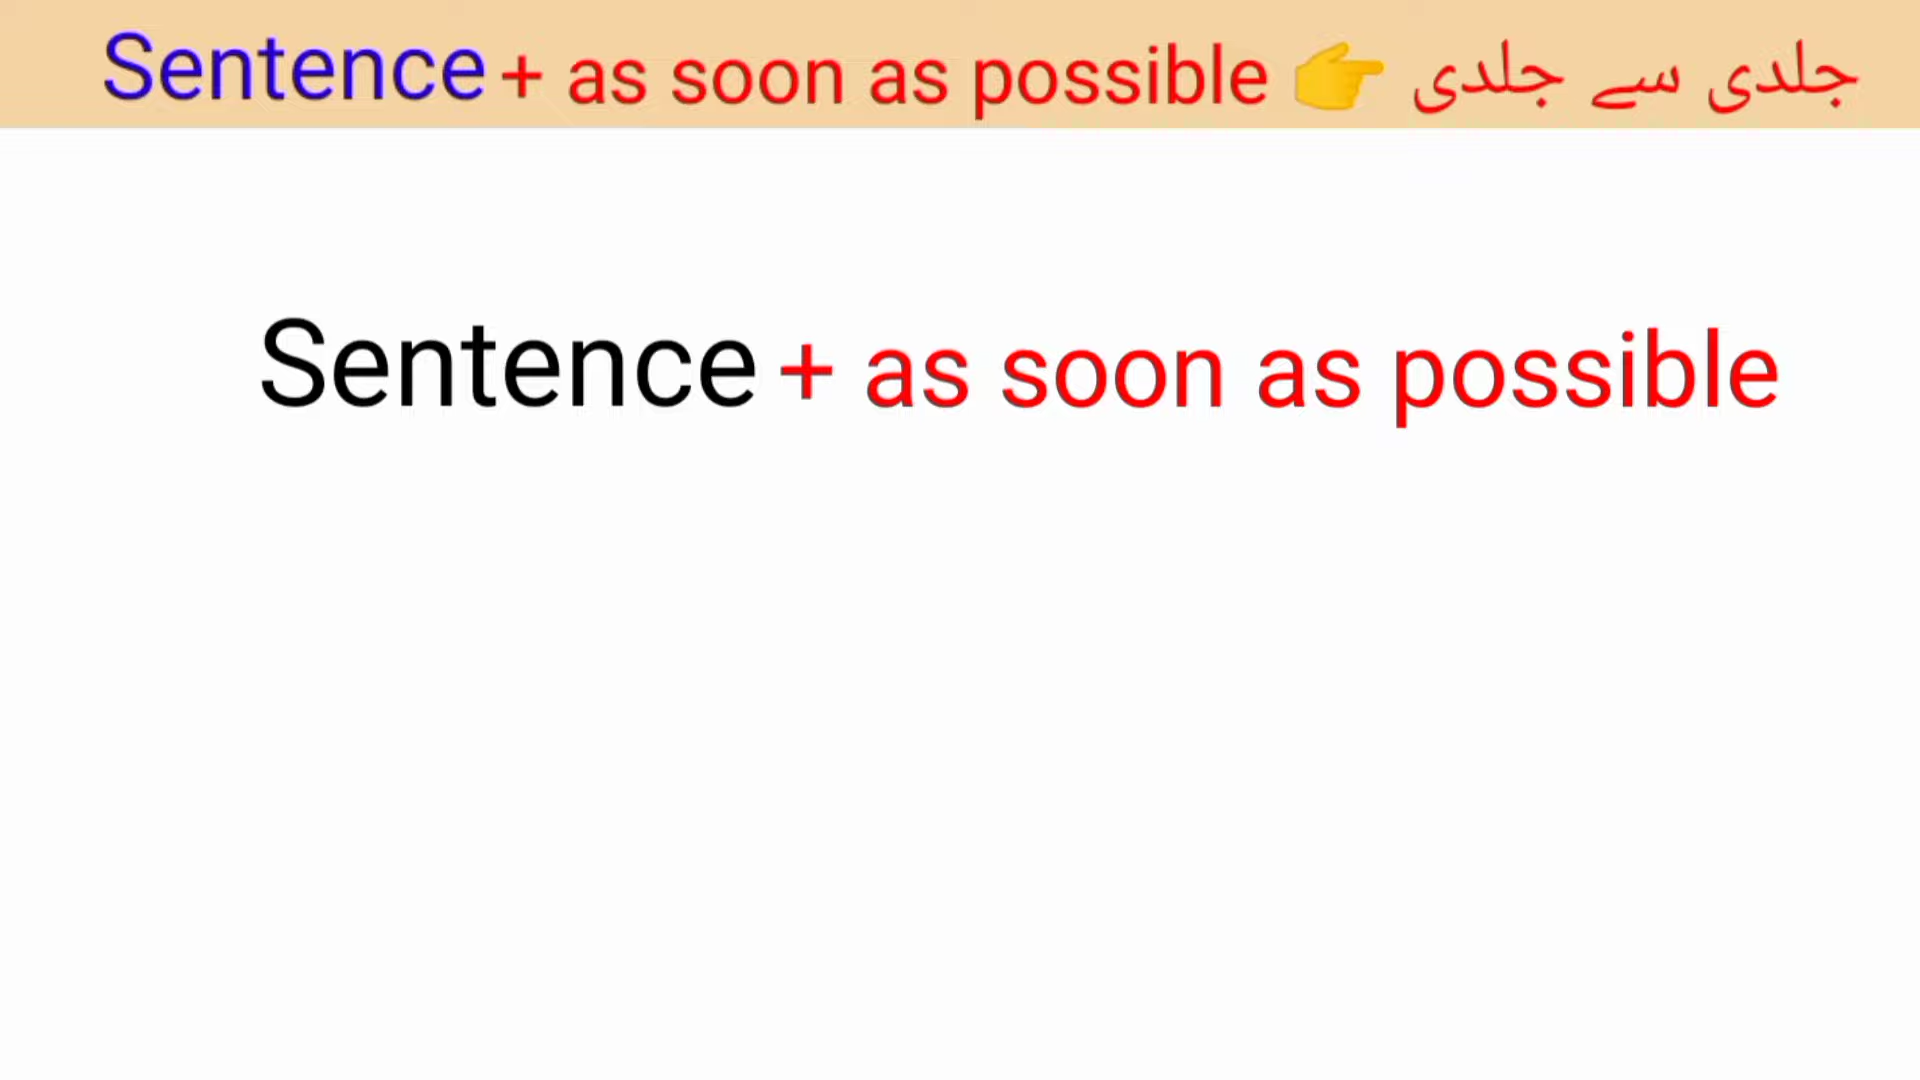 Sentence + as soon as possible 👉 جلدی سے جلدی
Sentence + as soon as possible